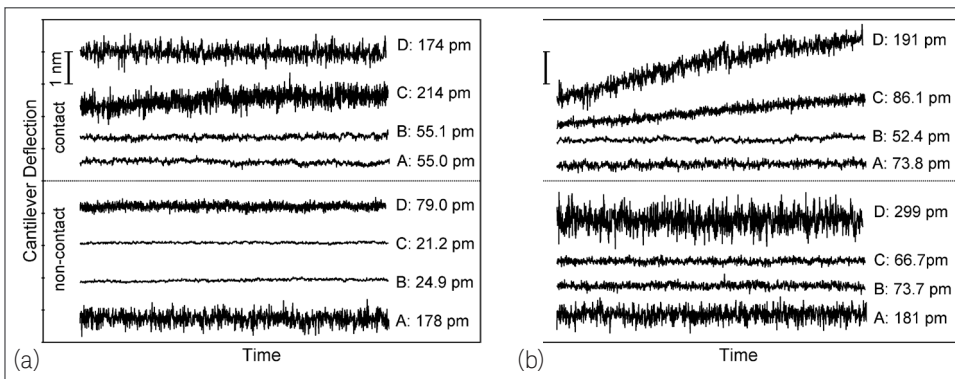 Cantilever Deflection
contact
non-contact
1 nm
D: 174 pm
C: 214 pm
B: 55.1 pm
A: 55.0 pm
D: 79.0 pm
C: 21.2 pm
B: 24.9 pm
A: 178 pm
Time
(a)
D: 191 pm
C: 86.1 pm
B: 52.4 pm
A: 73.8 pm
D: 299 pm
C: 66.7pm
B: 73.7 pm
A: 181 pm
Time
(b)